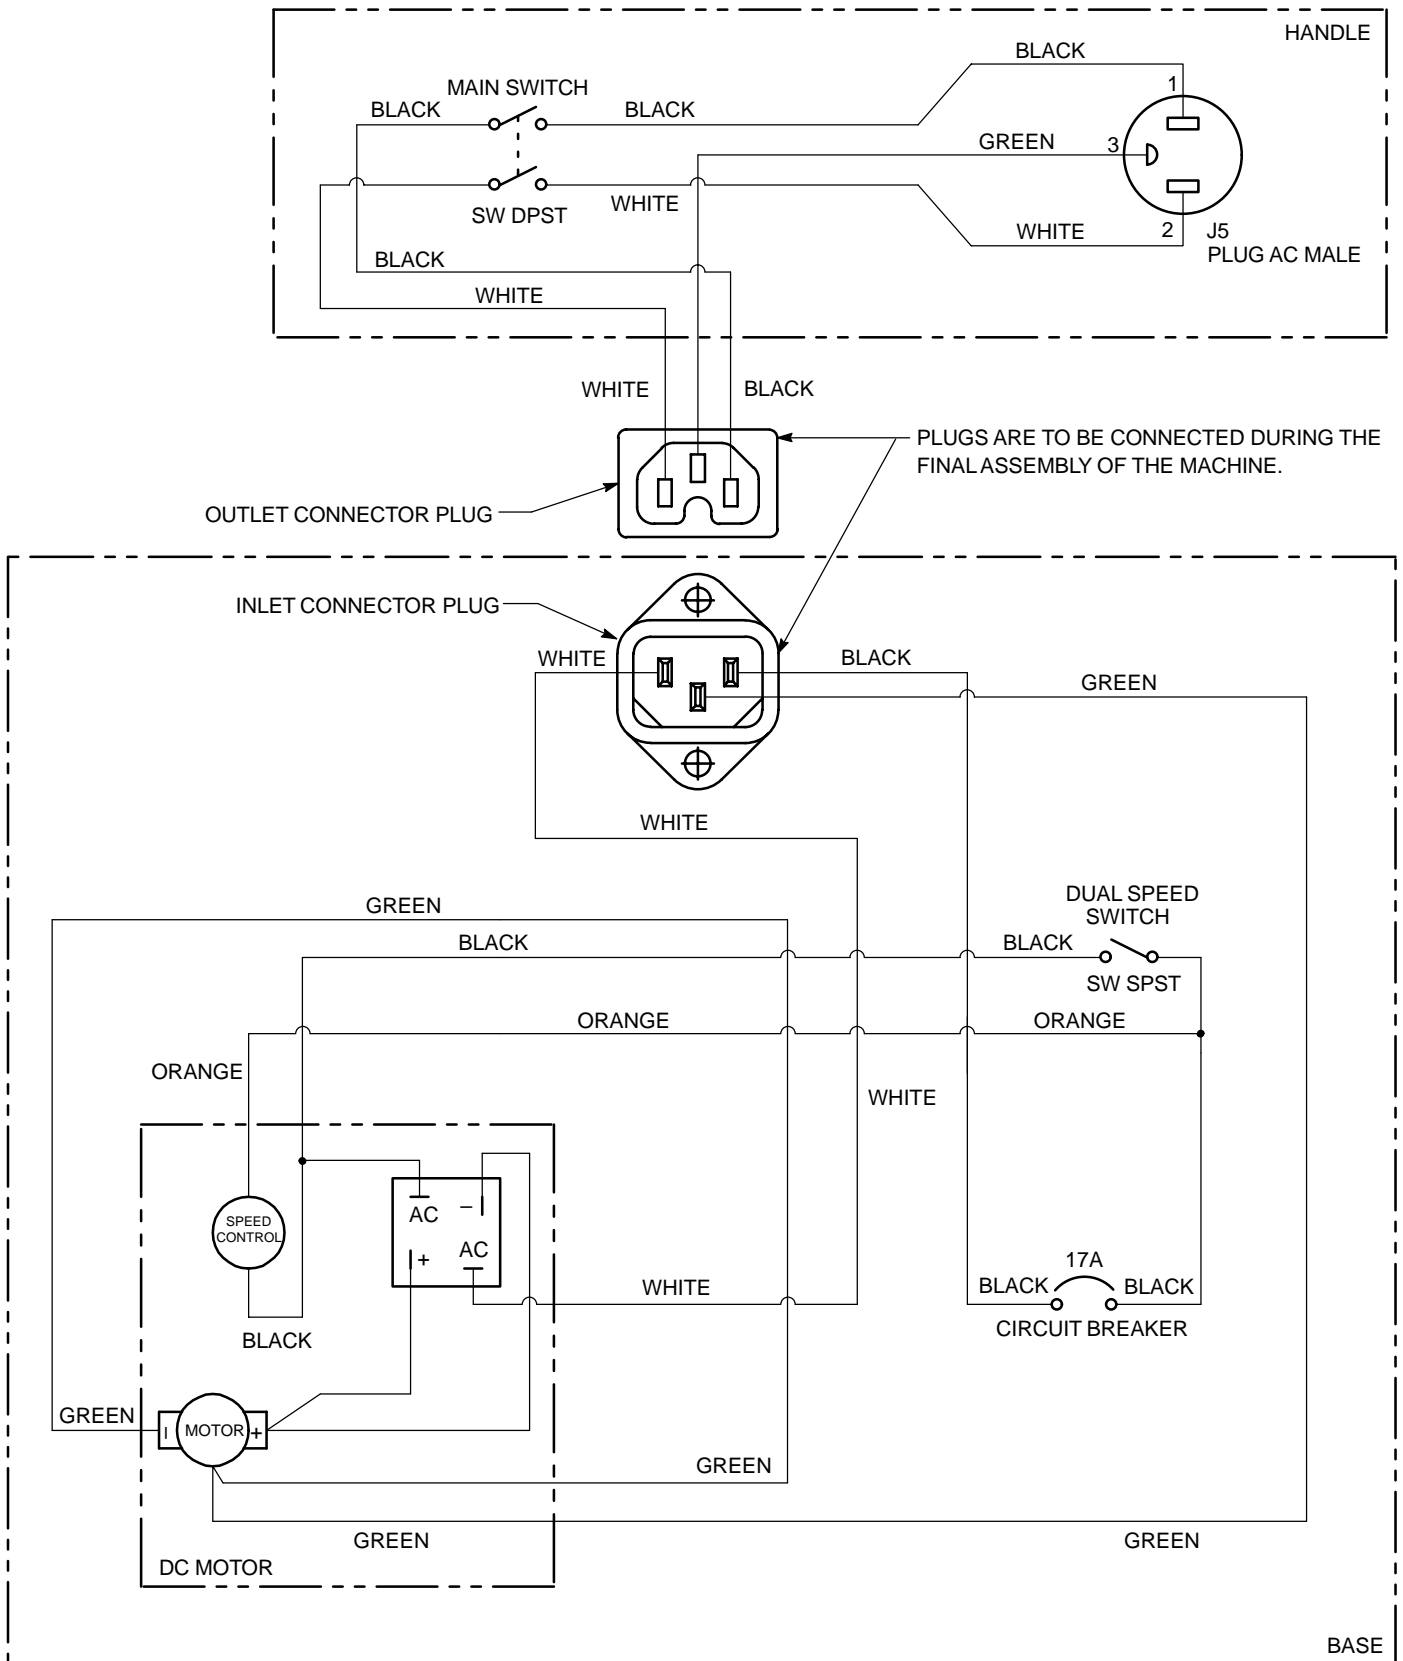 HANDLE
BLACK
MAIN SWITCH
1
BLACK
BLACK
GREEN
3
SW DPST
WHITE
WHITE
2
J5
PLUG AC MALE
BLACK
WHITE
WHITE
BLACK
PLUGS ARE TO BE CONNECTED DURING THE
FINAL ASSEMBLY OF THE MACHINE.
OUTLET CONNECTOR PLUG
INLET CONNECTOR PLUG
WHITE
BLACK
GREEN
WHITE
DUAL SPEED
SWITCH
GREEN
BLACK
BLACK
SW SPST
ORANGE
ORANGE
ORANGE
WHITE
AC
–
SPEED
CONTROL
+
AC
17A
WHITE
BLACK
BLACK
BLACK
CIRCUIT BREAKER
GREEN
I
MOTOR
+
GREEN
GREEN
GREEN
DC MOTOR
BASE